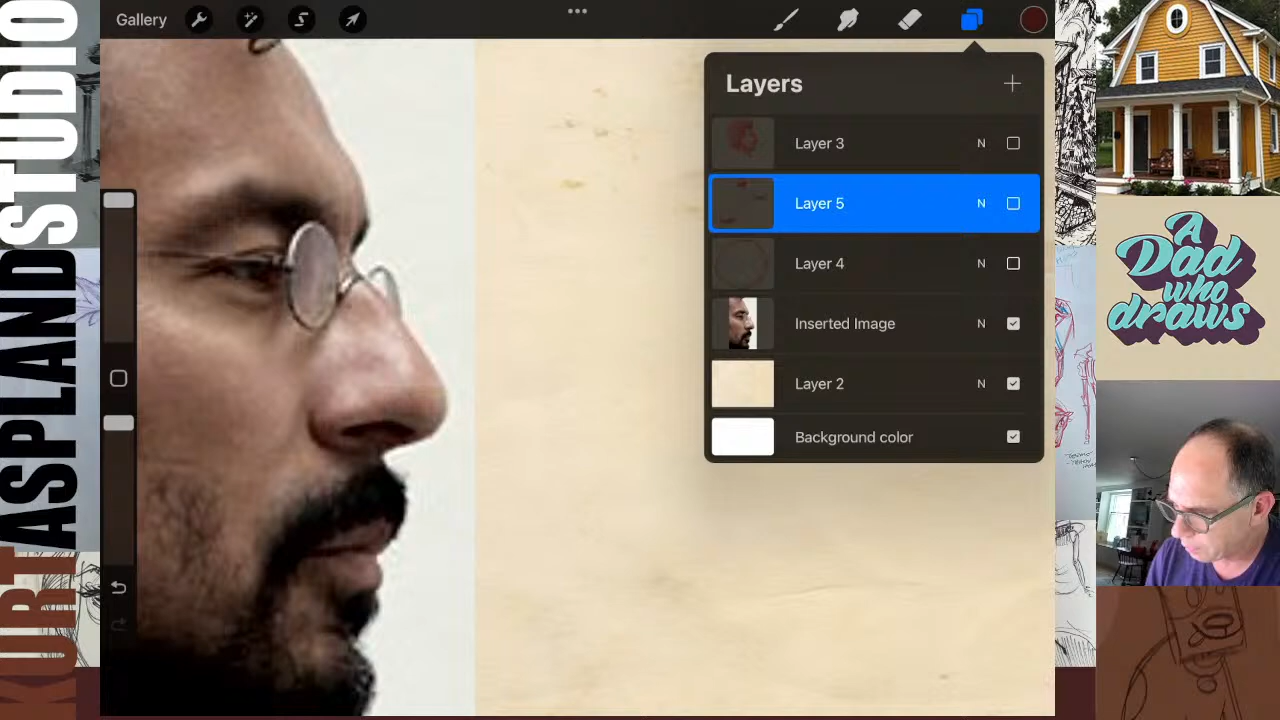 KURT ASPLAND STUDIO
Gallery
Layers
Layer 3 N
Layer 5 N
Layer 4 N
Inserted Image N
Layer 2 N
Background color
A
Dad
who
draws